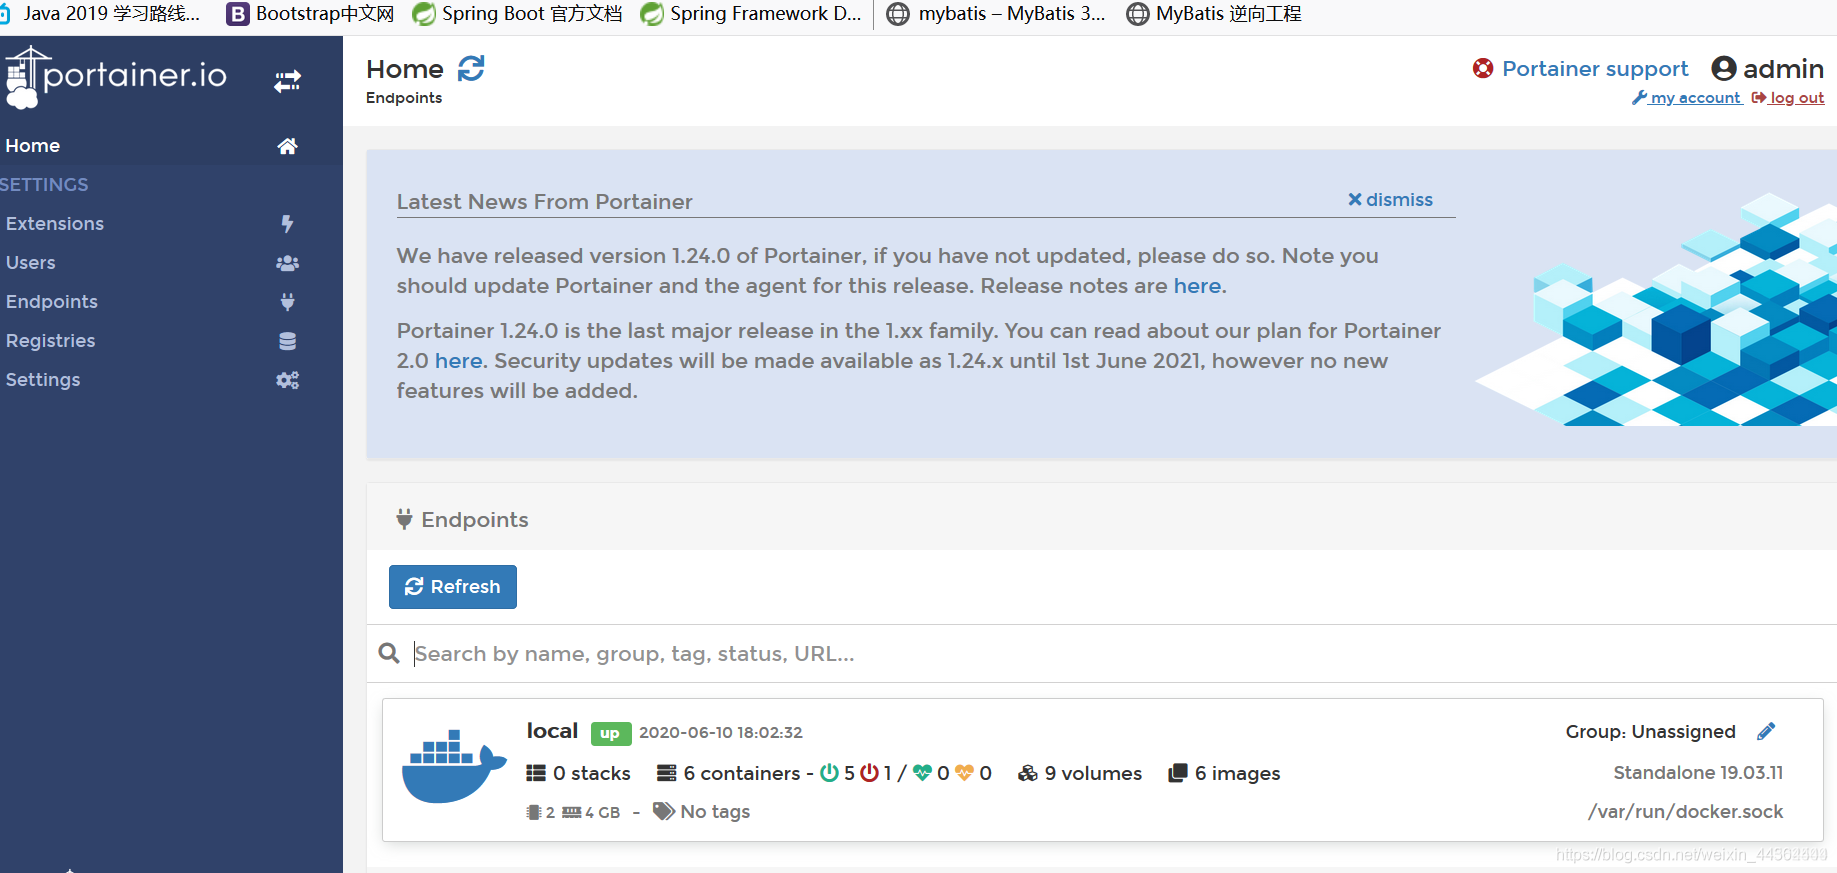 Java 2019 学习路线... Bootstrap中文网 Spring Boot 官方文档 Spring Framework D... mybatis – MyBatis 3... MyBatis 逆向工程
portainer.io
Home
SETTINGS
Extensions
Users
Endpoints
Registries
Settings
Home
Endpoints
Portainer support admin
my account log out
Latest News From Portainer dismiss
We have released version 1.24.0 of Portainer, if you have not updated, please do so. Note you
should update Portainer and the agent for this release. Release notes are here.
Portainer 1.24.0 is the last major release in the 1.xx family. You can read about our plan for Portainer
2.0 here. Security updates will be made available as 1.24.x until 1st June 2021, however no new
features will be added.
Endpoints
Refresh
Search by name, group, tag, status, URL...
local up 2020-06-10 18:02:32 Group: Unassigned
0 stacks 6 containers - 5 1 / 0 0 9 volumes 6 images Standalone 19.03.11
2 4 GB - No tags /var/run/docker.sock